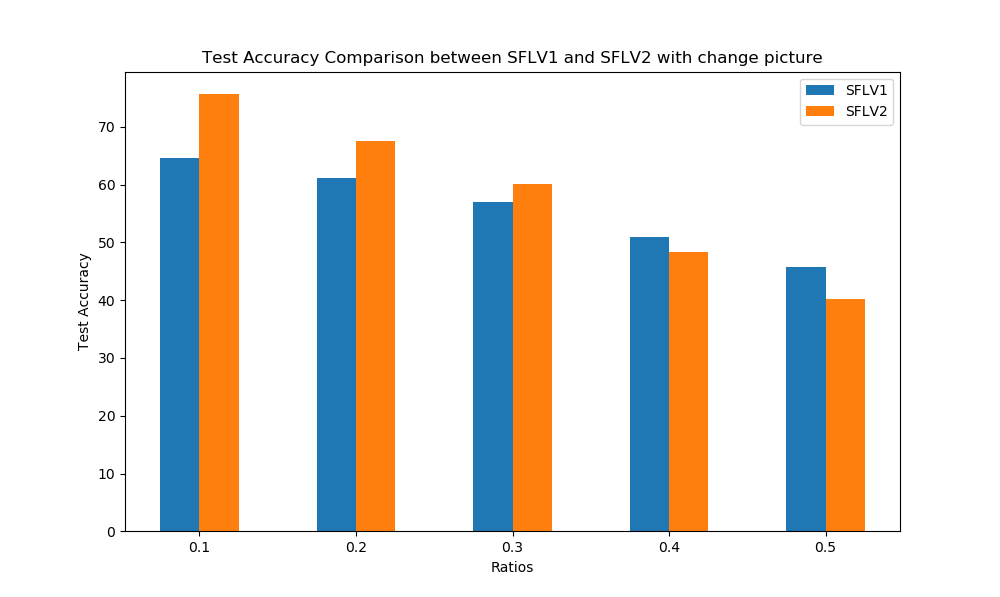 Test Accuracy Comparison between SFLV1 and SFLV2 with change picture
SFLV1
SFLV2
Test Accuracy
70
60
50
40
30
20
10
0
0.1 0.2 0.3 0.4 0.5
Ratios